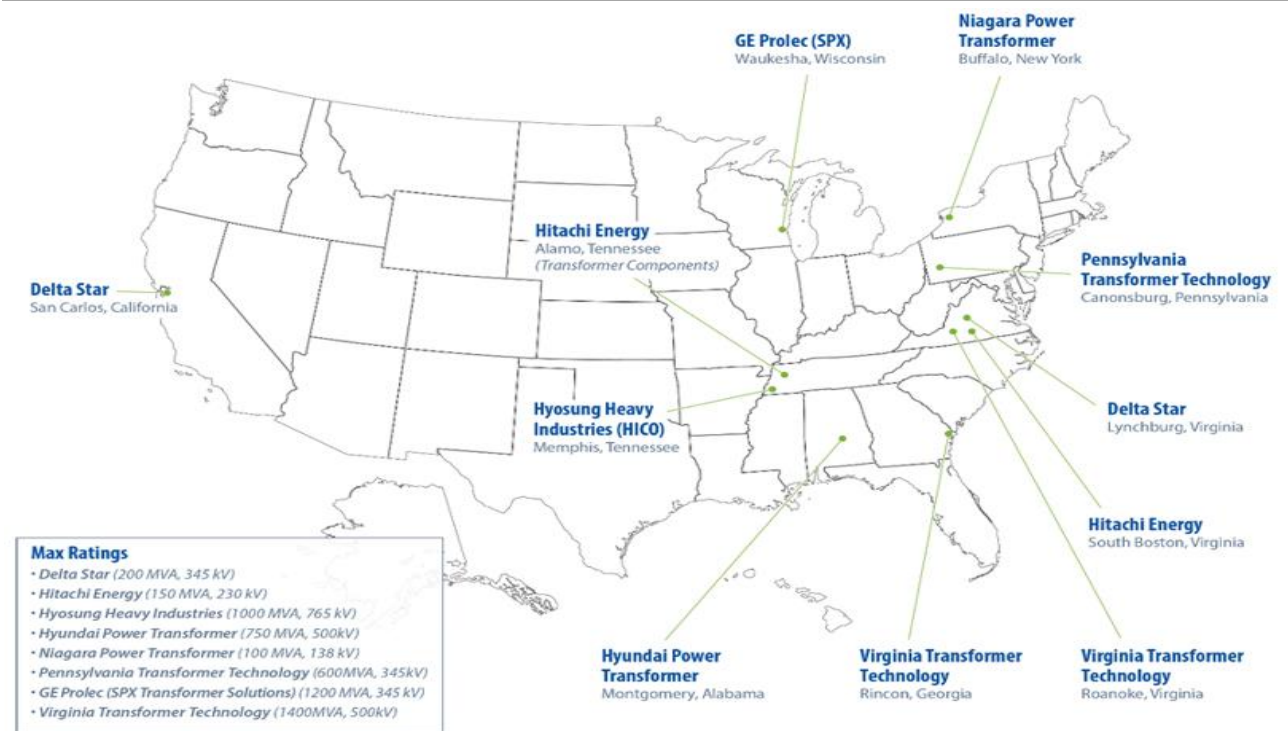 Niagara Power
Transformer
Buffalo, New York
GE Prolec (SPX)
Waukesha, Wisconsin
Hitachi Energy
Alamo, Tennessee
(Transformer Components)
Delta Star
San Carlos, California
Pennsylvania
Transformer Technology
Canonsburg, Pennsylvania
Hyosung Heavy
Industries (HICO)
Memphis, Tennessee
Delta Star
Lynchburg, Virginia
Hitachi Energy
South Boston, Virginia
Max Ratings
• Delta Star (200 MVA, 345 kV)
• Hitachi Energy (150 MVA, 230 kV)
• Hyosung Heavy Industries (1000 MVA, 765 kV)
• Hyundai Power Transformer (750 MVA, 500kV)
• Niagara Power Transformer (100 MVA, 138 kV)
• Pennsylvania Transformer Technology (600MVA, 345kV)
• GE Prolec (SPX Transformer Solutions) (1200 MVA, 345 kV)
• Virginia Transformer Technology (1400MVA, 500kV)
Hyundai Power
Transformer
Montgomery, Alabama
Virginia Transformer
Technology
Rincon, Georgia
Virginia Transformer
Technology
Roanoke, Virginia